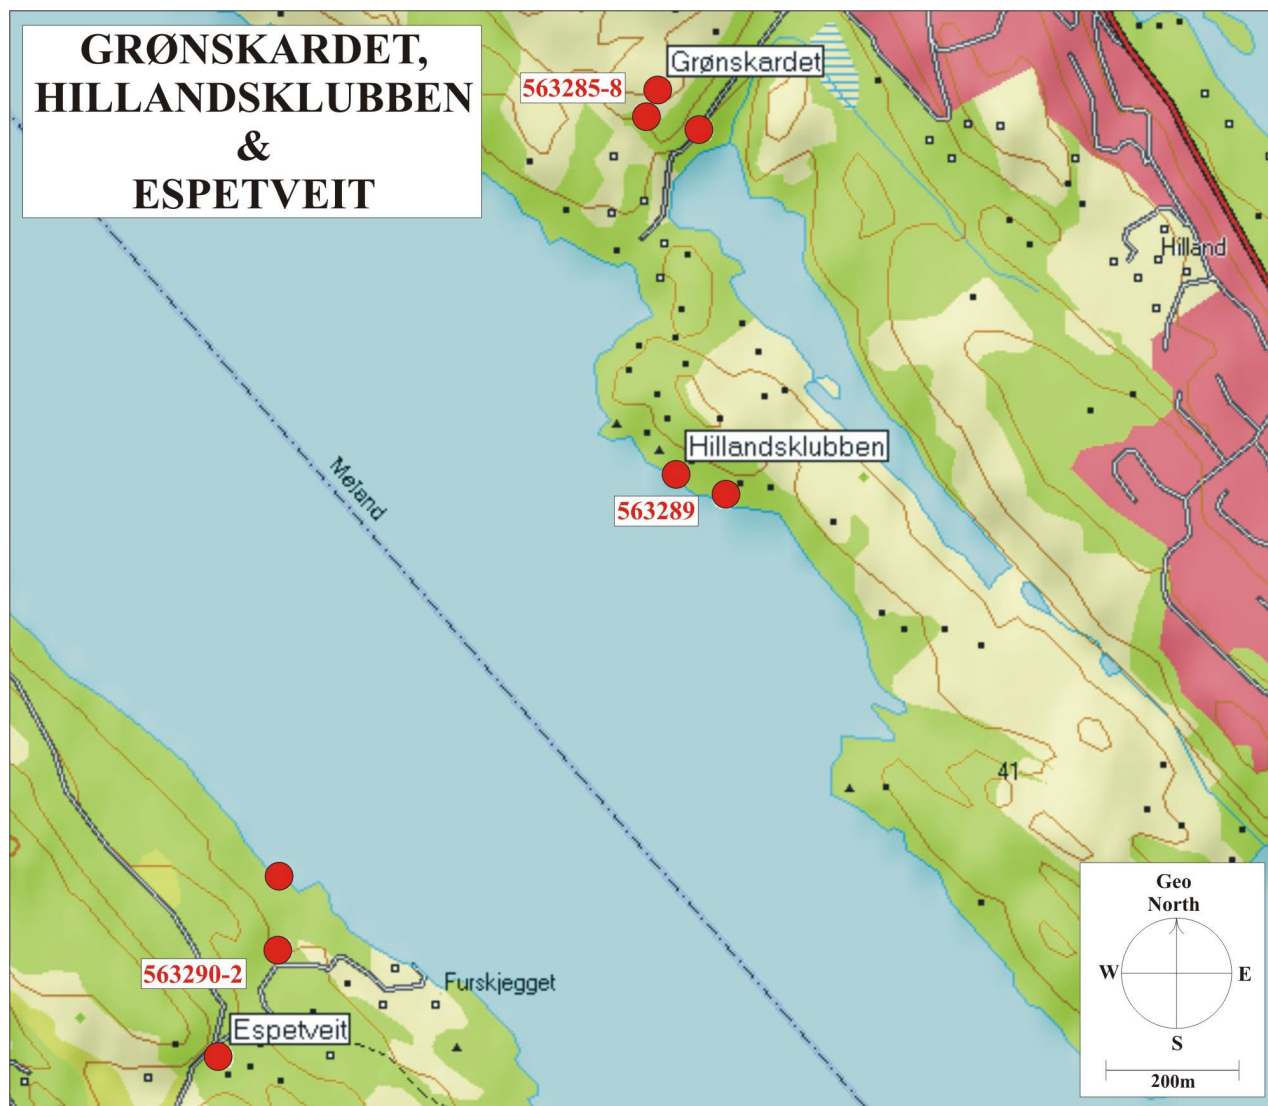 GRØNSKARDET,
HILLANDSKLUBBEN
&
ESPETVEIT
Grønskardet
563285-8
Hilland
Hillandsklubben
563289
Meland
41
Geo
North
W
E
S
200m
563290-2
Furskjegget
Espetveit